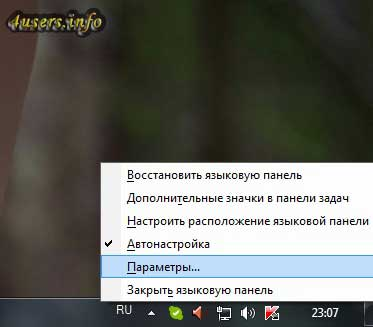 4users.info
Восстановить языковую панель
Дополнительные значки в панели задач
Настроить расположение языковой панели
Автонастройка
Параметры...
Закрыть языковую панель
RU
23:07